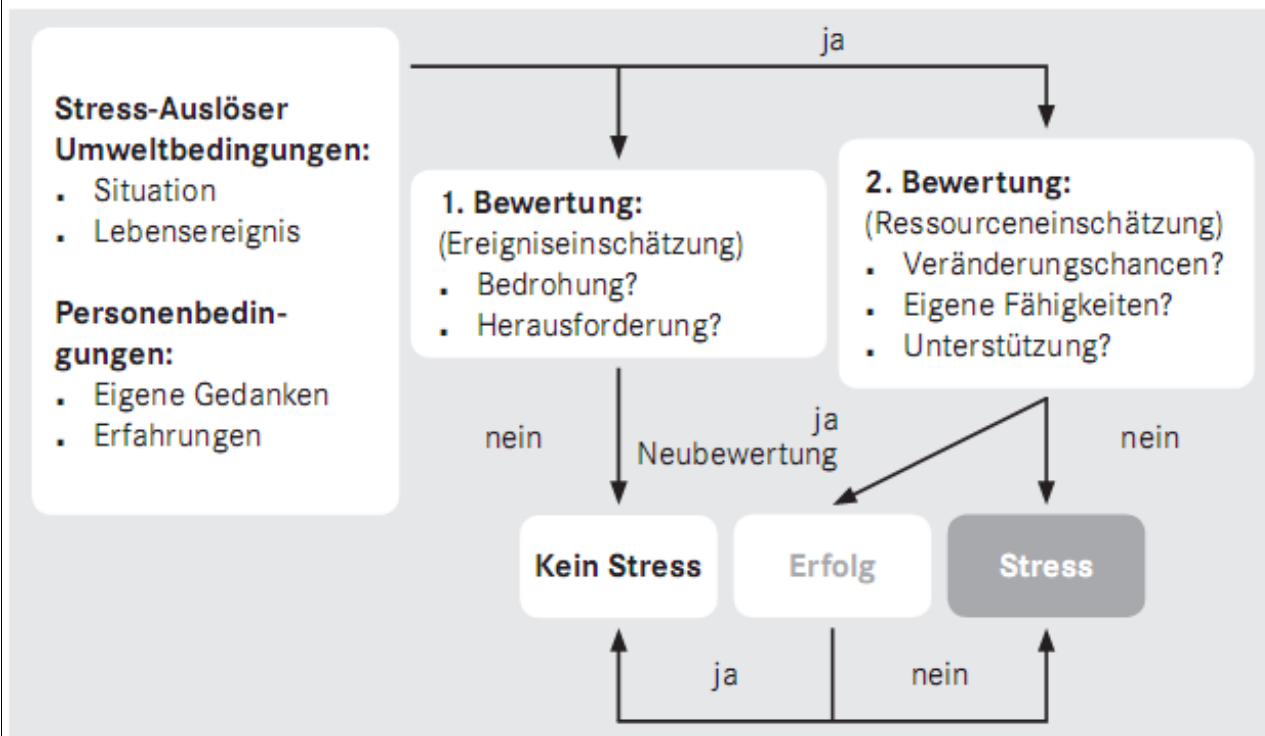 ja
Stress-Auslöser
Umweltbedingungen:
. Situation
. Lebensereignis
Personenbedin-
gungen:
. Eigene Gedanken
. Erfahrungen
1. Bewertung:
(Ereigniseinschätzung)
. Bedrohung?
. Herausforderung?
2. Bewertung:
(Ressourceneinschätzung)
. Veränderungschancen?
. Eigene Fähigkeiten?
. Unterstützung?
nein
ja
Neubewertung
nein
Kein Stress
Erfolg
Stress
ja
nein